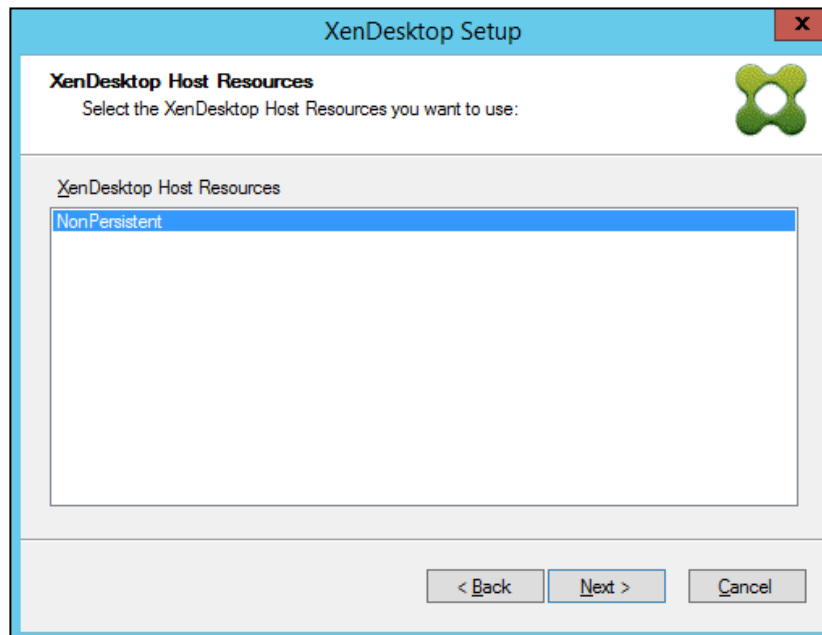 XenDesktop Setup
x
XenDesktop Host Resources
Select the XenDesktop Host Resources you want to use:
XenDesktop Host Resources
NonPersistent
< Back
Next >
Cancel